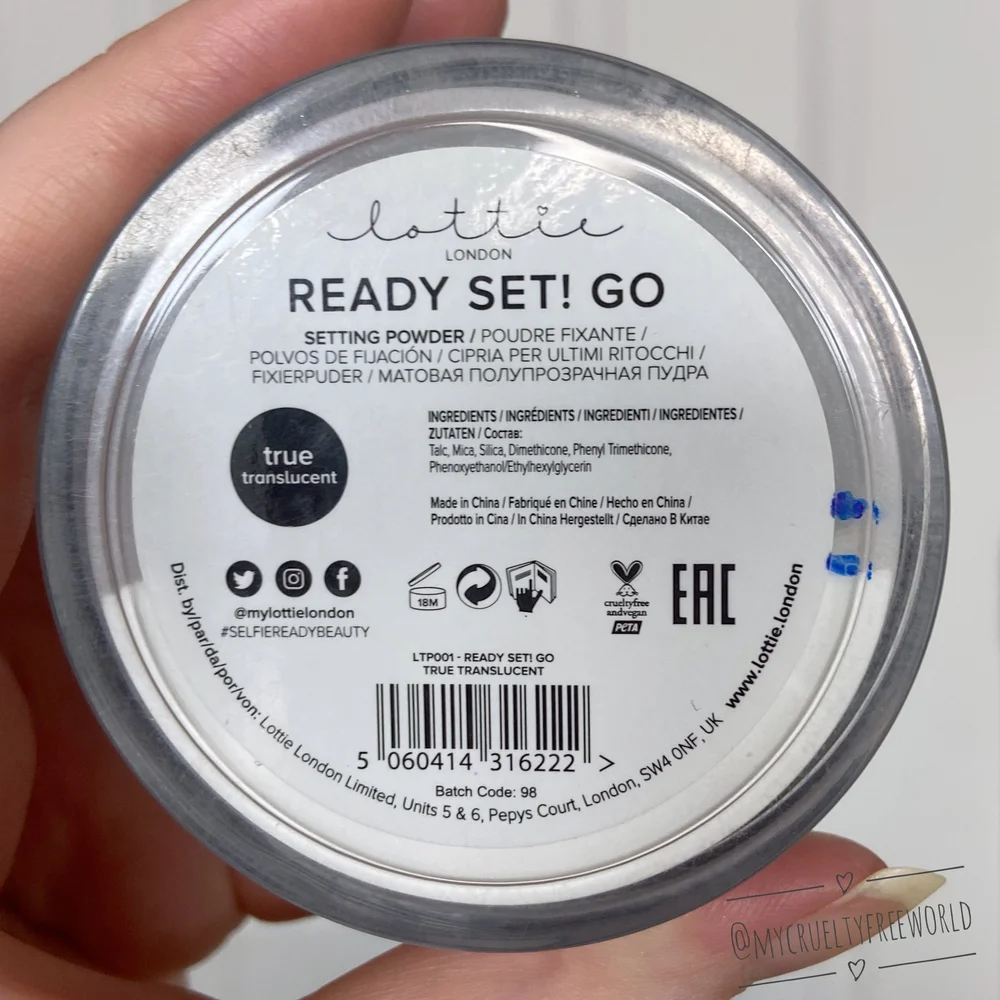 lottie
LONDON
READY SET! GO
SETTING POWDER / POUDRE FIXANTE /
POLVOS DE FIJACIÓN / CIPRIA PER ULTIMI RITOCCHI /
FIXIERPUDER / МАТОВАЯ ПОЛУПРОЗРАЧНАЯ ПУДРА
true
translucent
INGREDIENTS / INGRÉDIENTS / INGREDIENTI / INGREDIENTES /
ZUTATEN / Состав:
Talc, Mica, Silica, Dimethicone, Phenyl Trimethicone,
Phenoxyethanol/Ethylhexylglycerin
Made in China / Fabriqué en Chine / Hecho en China /
Prodotto in Cina / In China Hergestellt / Сделано В Китае
@mylottielondon
#SELFIEREADYBEAUTY
18M
crueltyfree
andvegan
PETA
EAC
LTP001 - READY SET! GO
TRUE TRANSLUCENT
5 060414 316222 >
Batch Code: 98
Dist. by/par/da/por/von: Lottie London Limited, Units 5 & 6, Pepys Court, London, SW4 0NF, UK
www.lottie.london
@MYCRUELTYFREEWORLD